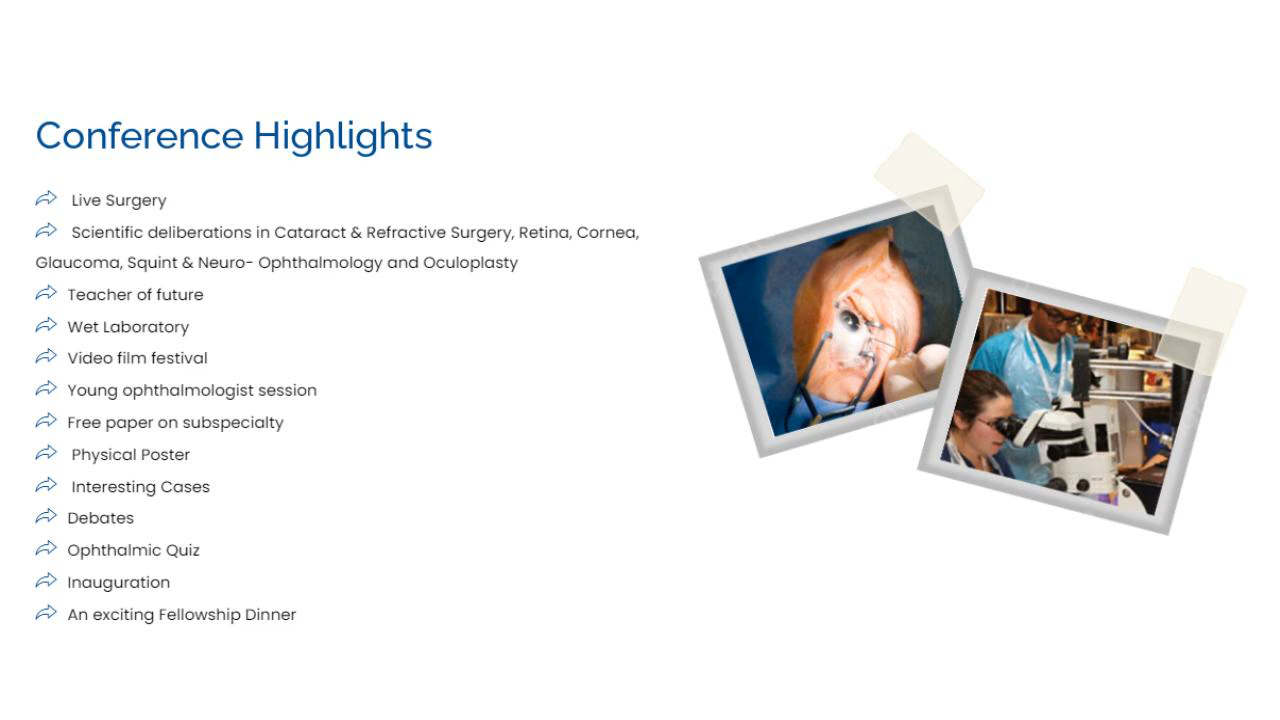 Conference Highlights
Live Surgery
Scientific deliberations in Cataract & Refractive Surgery, Retina, Cornea,
Glaucoma, Squint & Neuro- Ophthalmology and Oculoplasty
Teacher of future
Wet Laboratory
Video film festival
Young ophthalmologist session
Free paper on subspecialty
Physical Poster
Interesting Cases
Debates
Ophthalmic Quiz
Inauguration
An exciting Fellowship Dinner